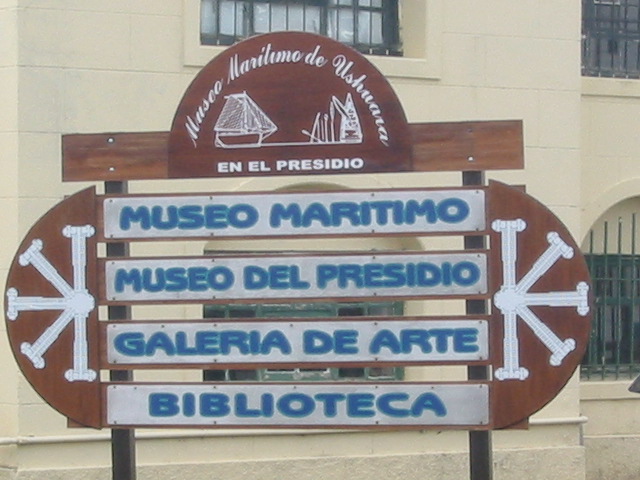 Museo Marítimo de Ushuaia
EN EL PRESIDIO
MUSEO MARITIMO
MUSEO DEL PRESIDIO
GALERIA DE ARTE
BIBLIOTECA